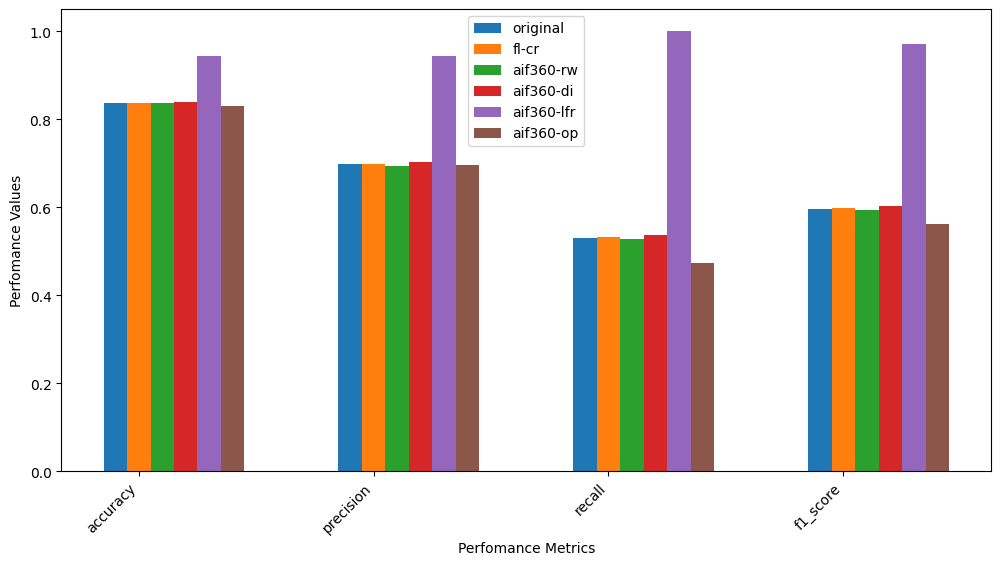 original
fl-cr
aif360-rw
aif360-di
aif360-lfr
aif360-op
1.0
0.8
0.6
0.4
0.2
0.0
Perfomance Values
accuracy
precision
recall
f1_score
Perfomance Metrics